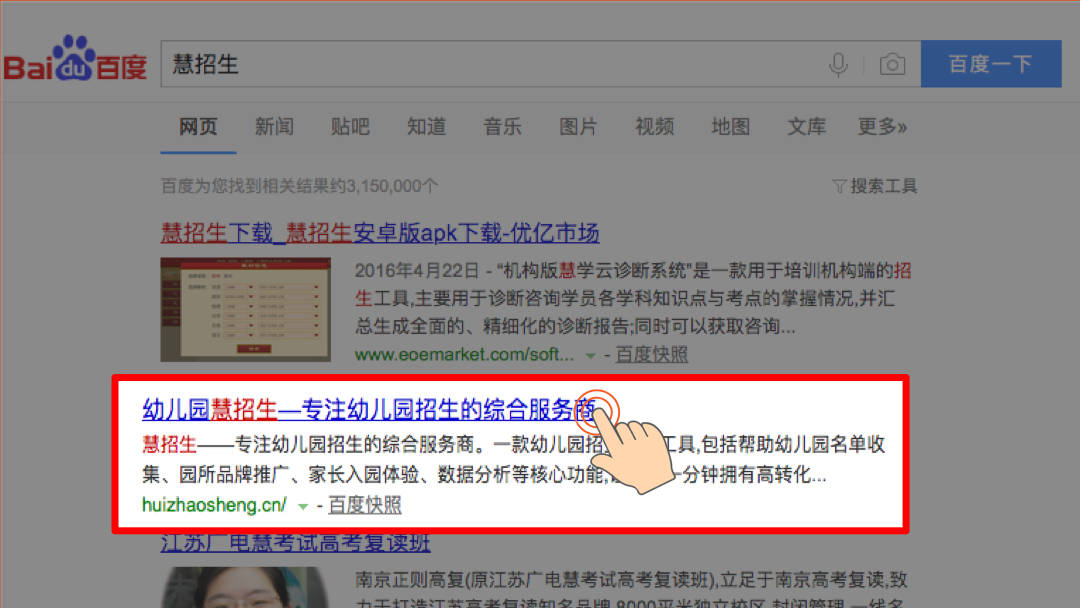 Bai du 百度
慧招生
百度一下
网页 新闻 贴吧 知道 音乐 图片 视频 地图 文库 更多»
百度为您找到相关结果约3,150,000个
搜索工具
慧招生下载_慧招生安卓版apk下载-优亿市场
2016年4月22日 - “机构版慧学云诊断系统”是一款用于培训机构端的招
生工具,主要用于诊断咨询学员各学科知识点与考点的掌握情况,并汇
总生成全面的、精细化的诊断报告;同时可以获取咨询...
www.eoemarket.com/soft... - 百度快照
幼儿园慧招生—专注幼儿园招生的综合服务商
慧招生——专注幼儿园招生的综合服务商。一款幼儿园招 工具,包括帮助幼儿园名单收
集、园所品牌推广、家长入园体验、数据分析等核心功能, 一分钟拥有高转化...
huizhaosheng.cn/ - 百度快照
江苏广电慧考试高考复读班
南京正则高复(原江苏广电慧考试高考复读班),立足于南京高考复读,致
力于打造江苏高考复读知名品牌,8000平米独立校区,封闭管理,一线名